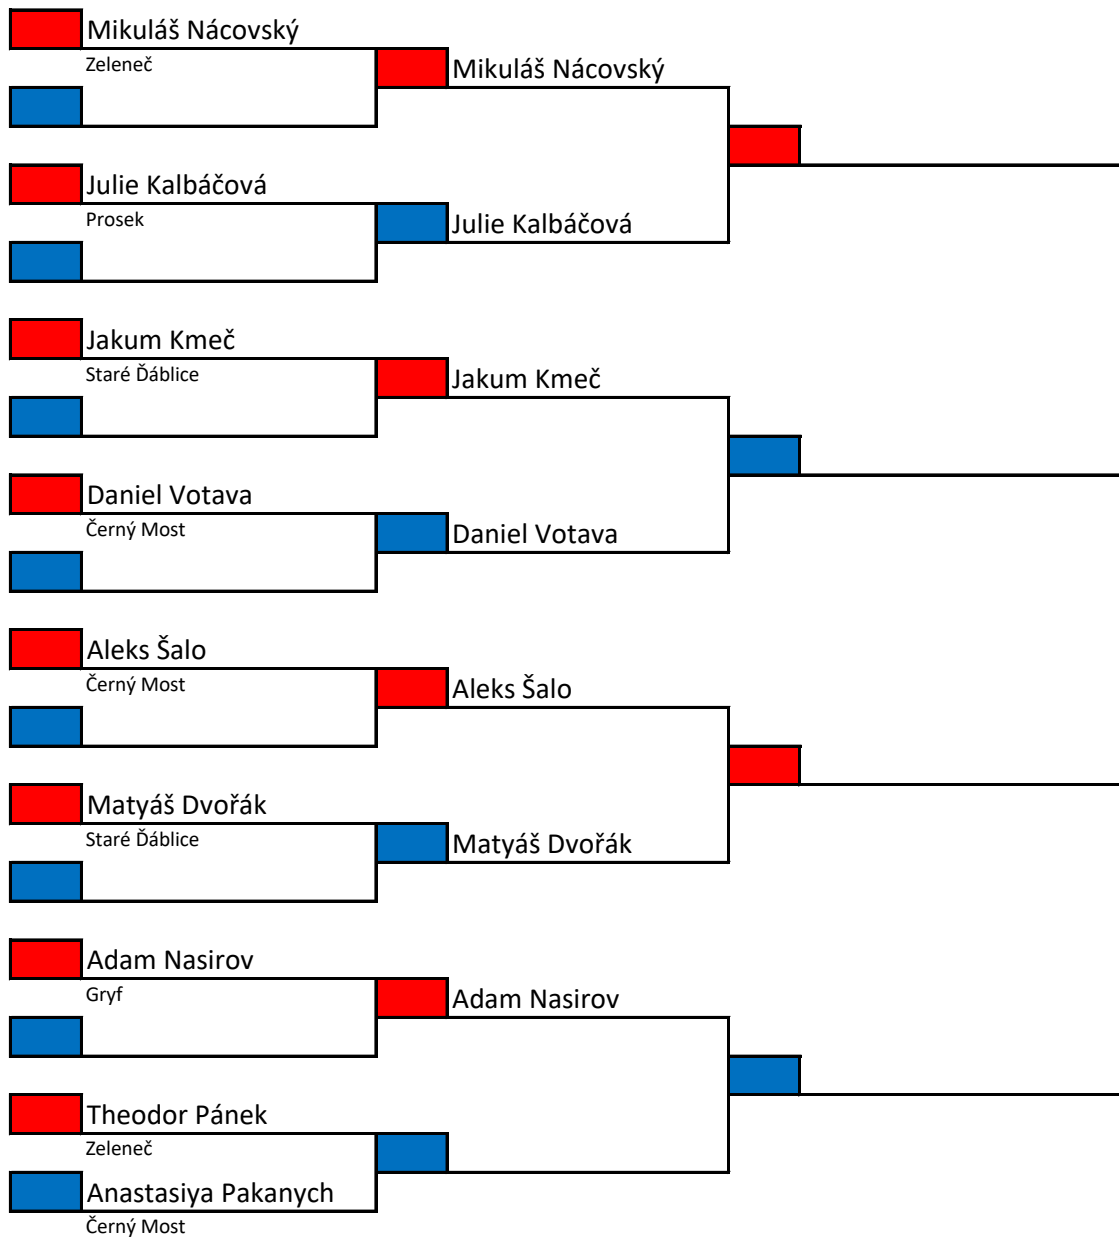 Mikuláš Nácovský
Zeleneč
Mikuláš Nácovský
Julie Kalbáčová
Prosek
Julie Kalbáčová
Jakum Kmeč
Staré Ďáblice
Jakum Kmeč
Daniel Votava
Černý Most
Daniel Votava
Aleks Šalo
Černý Most
Aleks Šalo
Matyáš Dvořák
Staré Ďáblice
Matyáš Dvořák
Adam Nasirov
Gryf
Adam Nasirov
Theodor Pánek
Zeleneč
Anastasiya Pakanych
Černý Most